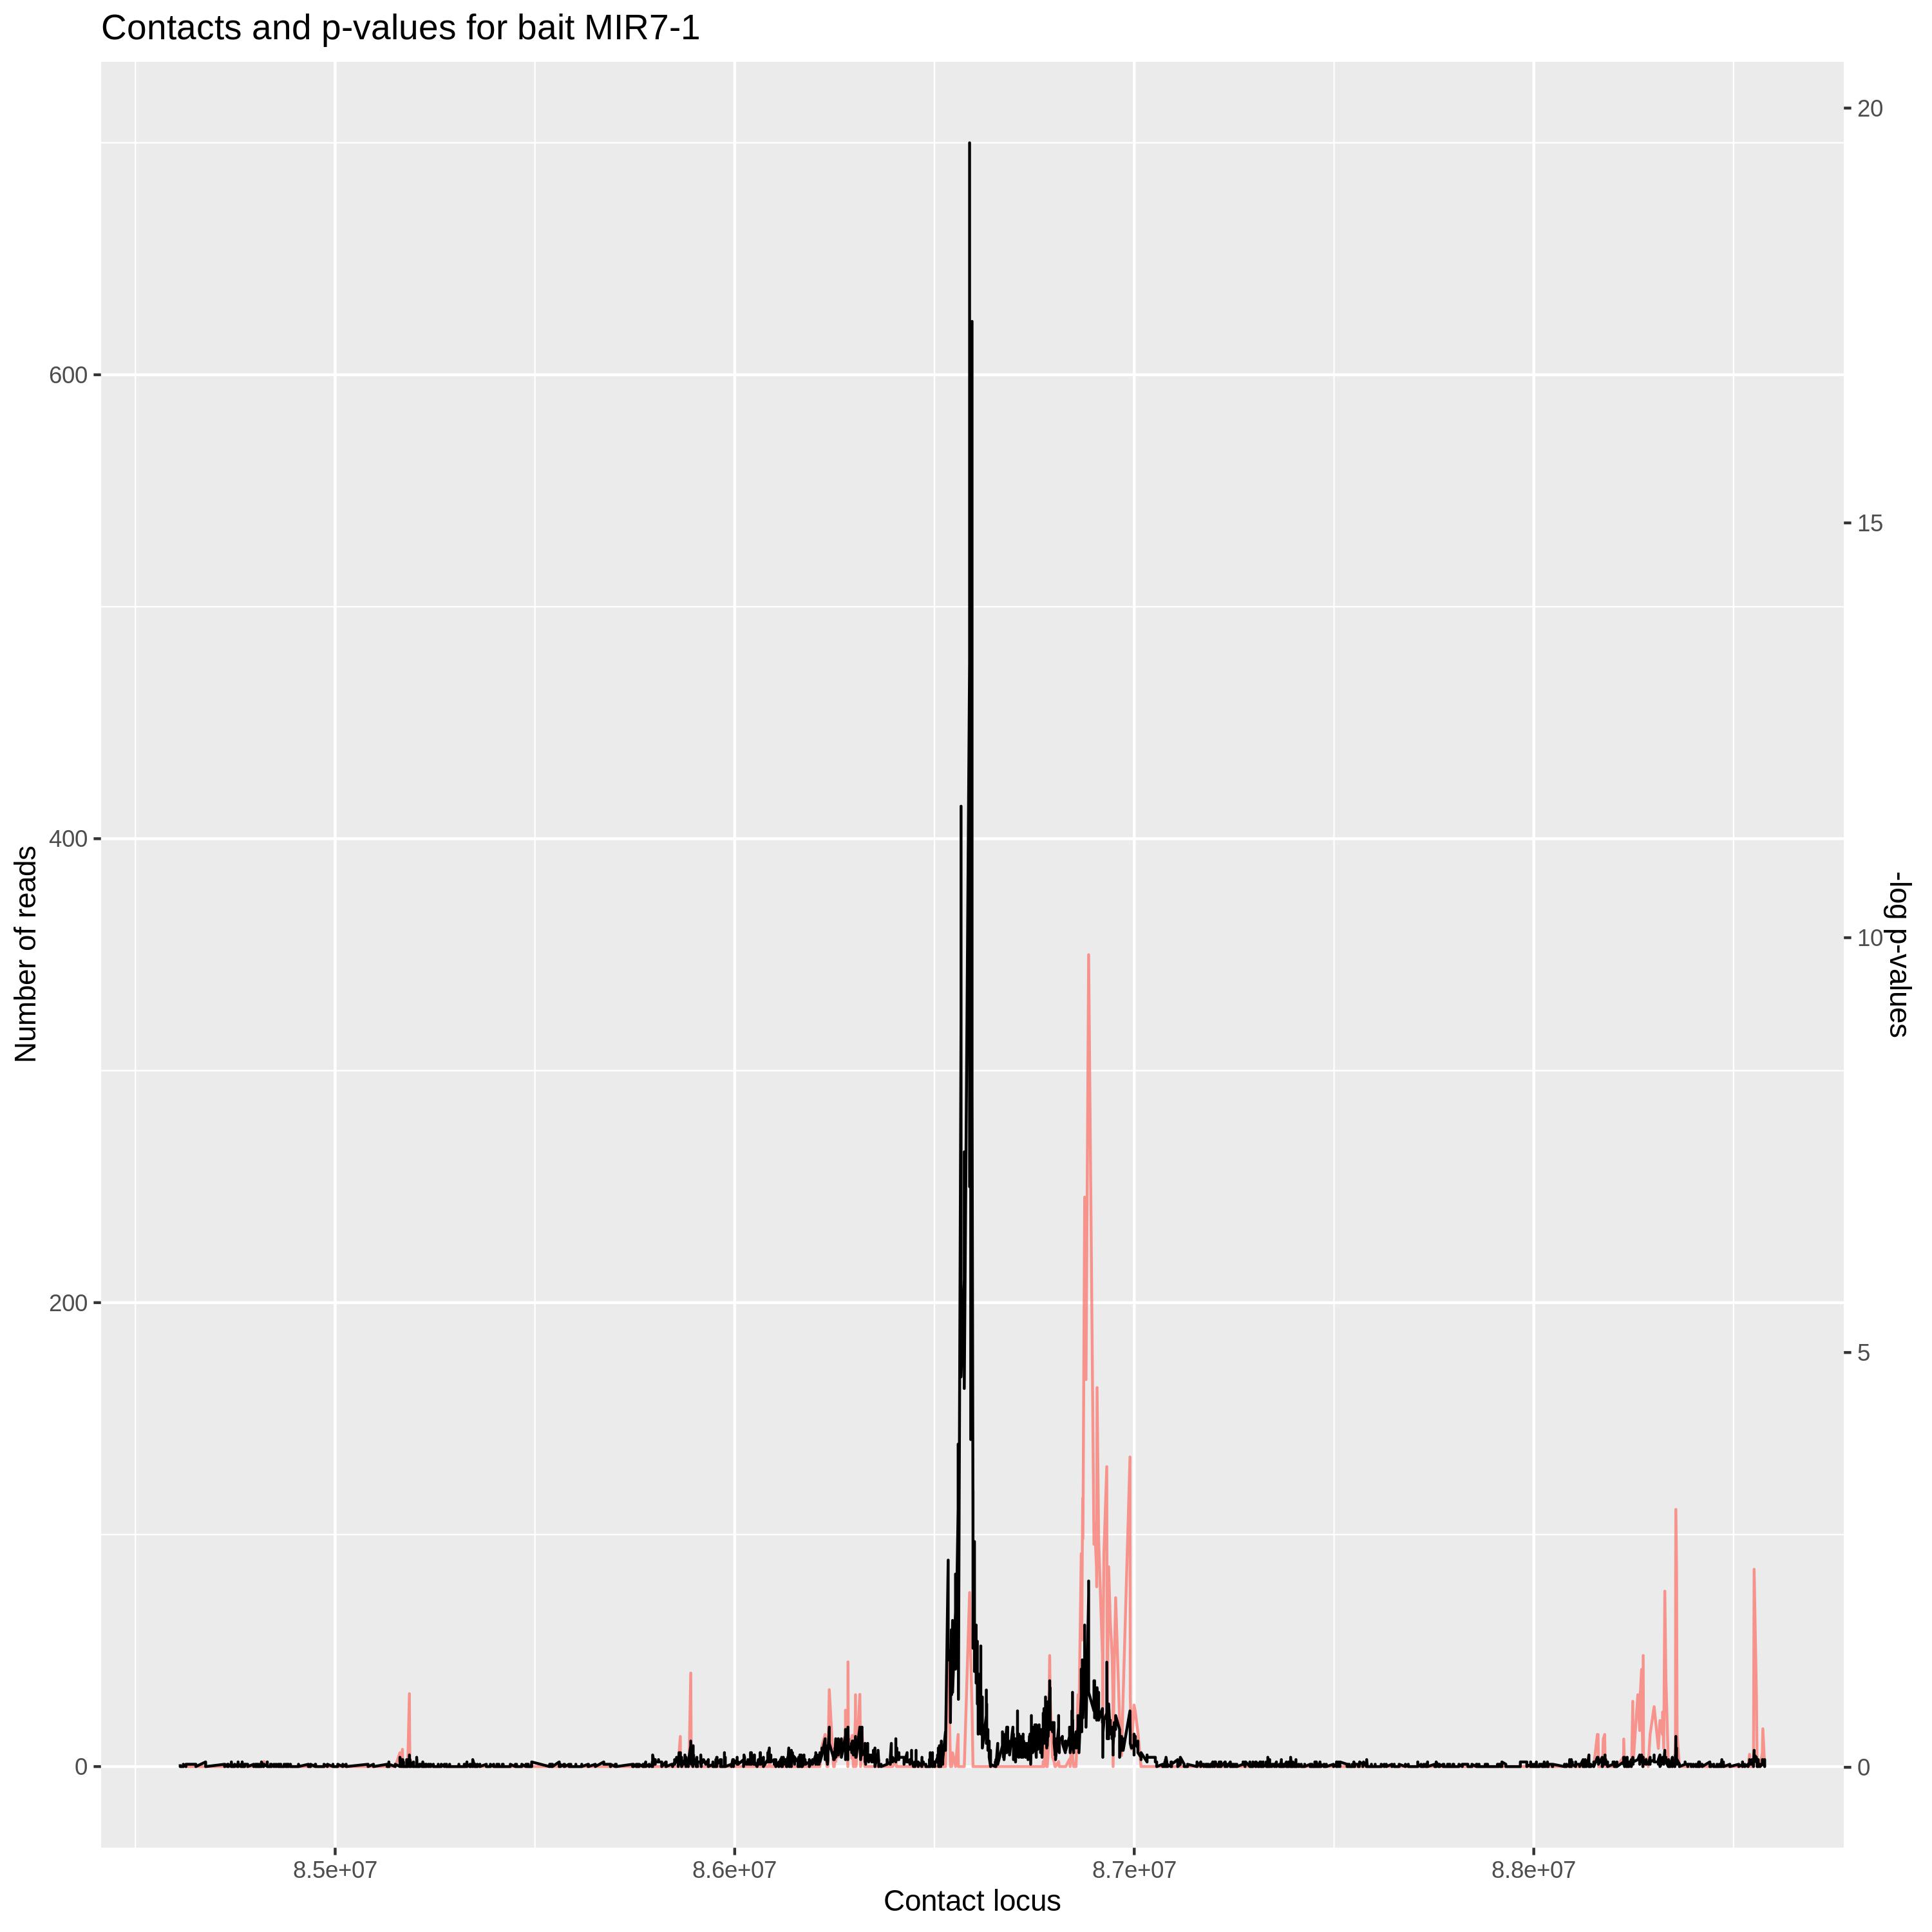 Contacts and p-values for bait MIR7-1
20
15
10
5
0
600
400
200
0
Number of reads
-log p-values
8.5e+07 8.6e+07 8.7e+07 8.8e+07
Contact locus